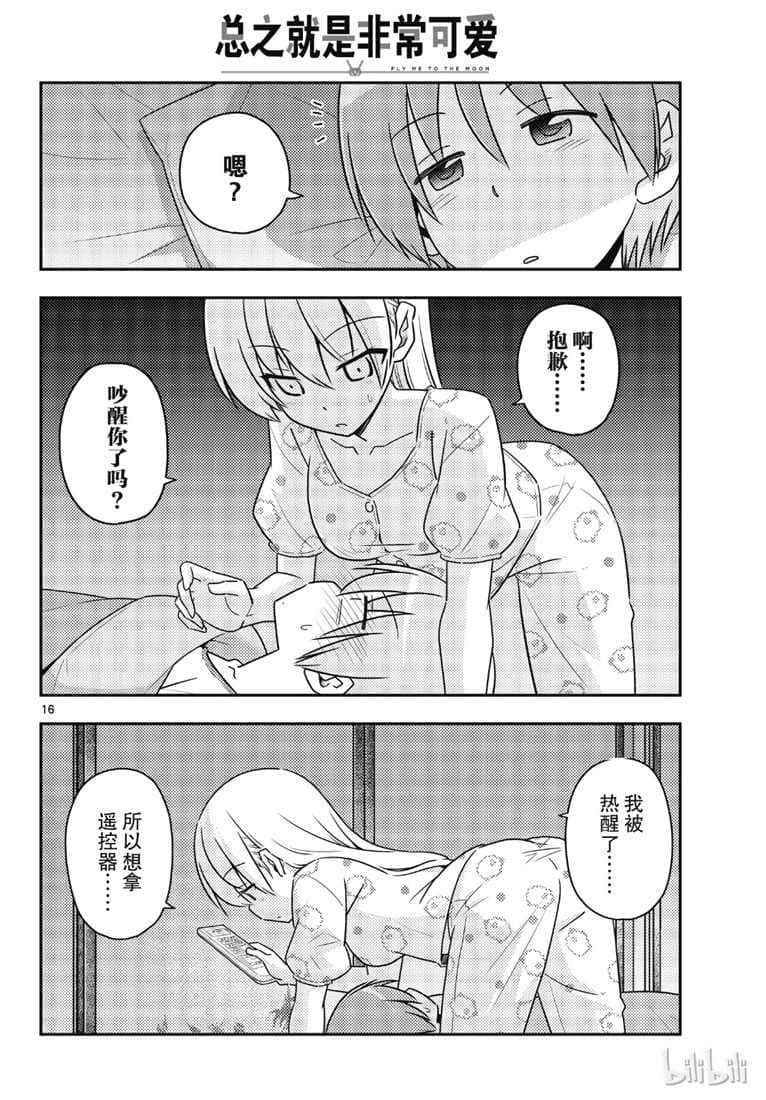 总之就是非常可爱
FLY ME TO THE MOON
嗯？
啊……
抱歉……
吵醒你了吗？
16
我被
热醒了……
所以想拿
遥控器……
bilibili